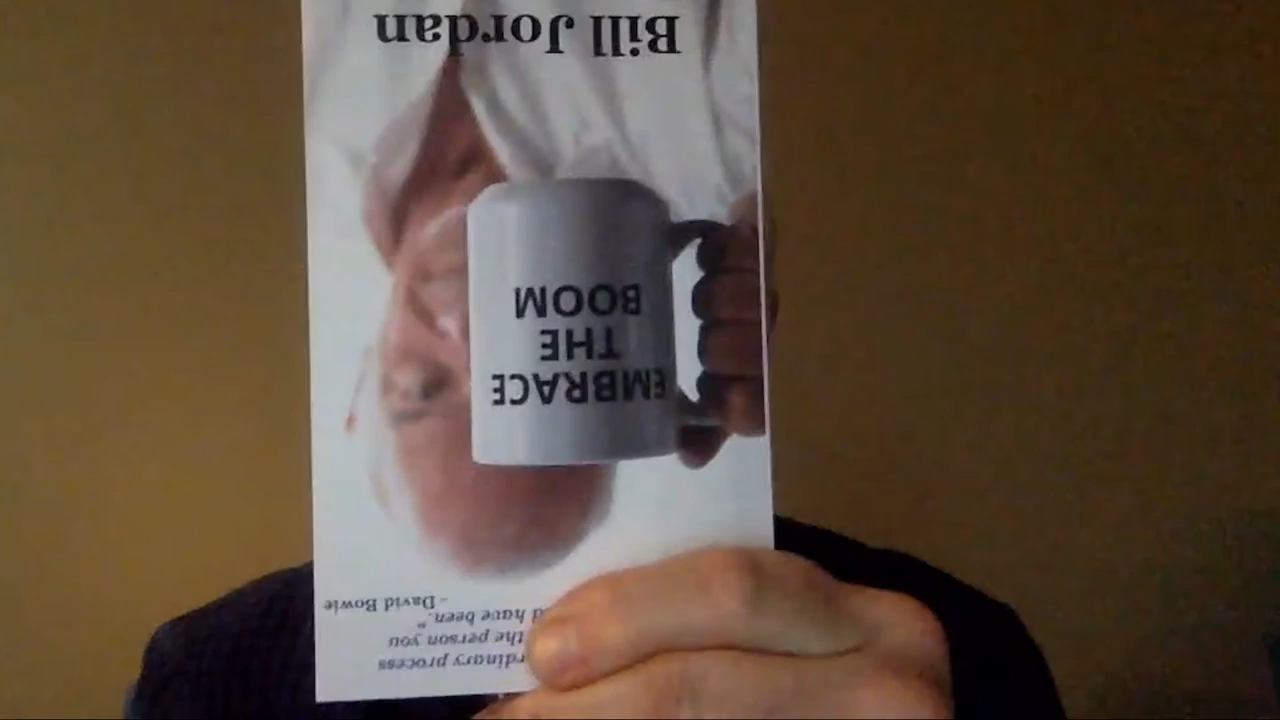 rdinary process
the person you
d have been."
- David Bowie
EMBRACE
THE
BOOM
Bill Jordan